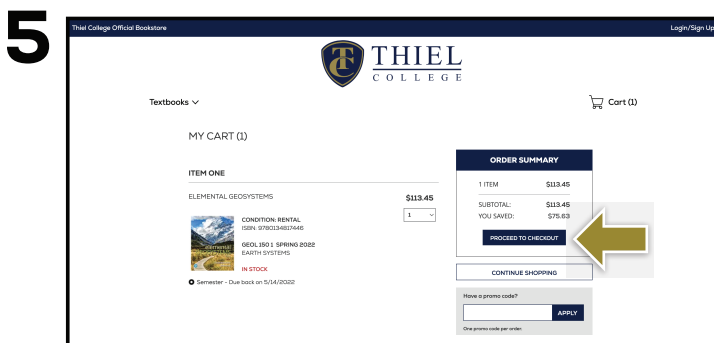 5
Thiel College Official Bookstore
Login/Sign Up
TC
THIEL
COLLEGE
Textbooks
Cart (1)
MY CART (1)
ITEM ONE
ELEMENTAL GEOSYSTEMS
$113.45
1
elemental
CONDITION: RENTAL
ISBN: 9780134817446
GEOL 150 1 SPRING 2022
EARTH SYSTEMS
IN STOCK
Semester - Due back on 5/14/2022
ORDER SUMMARY
1 ITEM $113.45
SUBTOTAL: $113.45
YOU SAVED: $75.63
PROCEED TO CHECKOUT
CONTINUE SHOPPING
Have a promo code?
APPLY
One promo code per order.